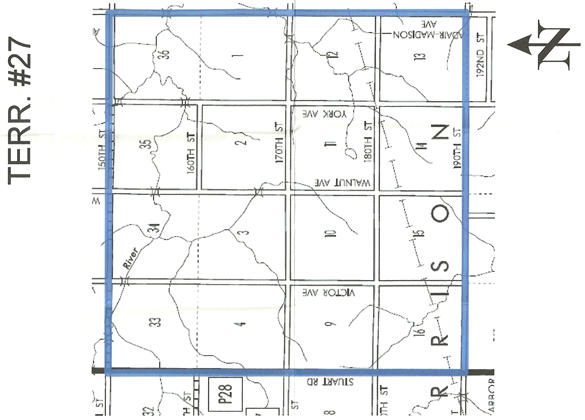 TERR. #27
N
ADAIR-MADISON
AVE
192ND ST
36
1
12
13
YORK AVE
150TH ST
35
160TH ST
2
170TH ST
11
180TH ST
14
190TH ST
WALNUT AVE
W
34
3
10
15
River
VICTOR AVE
33
4
9
16
R R I S O N
STUART RD
32
TH ST
P28
ST
8
TH ST
ARBOR